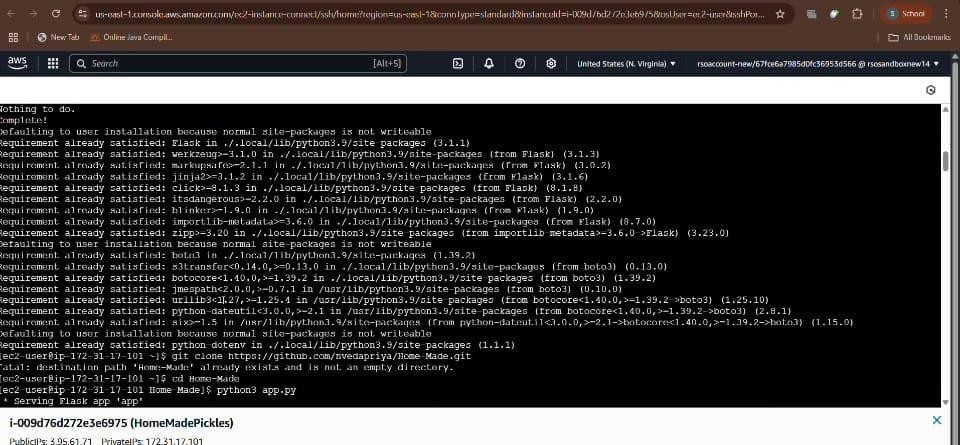 us-east-1.console.aws.amazon.com/ec2-instance-connect/ssh/home?region=us-east-1&connType=standard&instanceId=i-009d76d272e3e6975&osUser=ec2-user&sshPor...
S School
New Tab Online Java Compil...
All Bookmarks
aws Search [Alt+S] United States (N. Virginia) ▼ rsoaccount-new/67fce6a7985d0fc36953d566 @ rsosandboxnew14 ▼
Nothing to do.
Complete!
Defaulting to user installation because normal site-packages is not writeable
Requirement already satisfied: Flask in ./.local/lib/python3.9/site-packages (3.1.1)
Requirement already satisfied: werkzeug>=3.1.0 in ./.local/lib/python3.9/site-packages (from Flask) (3.1.3)
Requirement already satisfied: markupsafe>=2.1.1 in ./.local/lib/python3.9/site-packages (from Flask) (3.0.2)
Requirement already satisfied: jinja2>=3.1.2 in ./.local/lib/python3.9/site-packages (from Flask) (3.1.6)
Requirement already satisfied: click>=8.1.3 in ./.local/lib/python3.9/site-packages (from Flask) (8.1.8)
Requirement already satisfied: itsdangerous>=2.2.0 in ./.local/lib/python3.9/site-packages (from Flask) (2.2.0)
Requirement already satisfied: blinker>=1.9.0 in ./.local/lib/python3.9/site-packages (from Flask) (1.9.0)
Requirement already satisfied: importlib-metadata>=3.6.0 in ./.local/lib/python3.9/site-packages (from Flask) (8.7.0)
Requirement already satisfied: zipp>=3.20 in ./.local/lib/python3.9/site-packages (from importlib-metadata>=3.6.0->Flask) (3.23.0)
Defaulting to user installation because normal site-packages is not writeable
Requirement already satisfied: boto3 in ./.local/lib/python3.9/site-packages (1.39.2)
Requirement already satisfied: s3transfer<0.14.0,>=0.13.0 in ./.local/lib/python3.9/site-packages (from boto3) (0.13.0)
Requirement already satisfied: botocore<1.40.0,>=1.39.2 in ./.local/lib/python3.9/site-packages (from boto3) (1.39.2)
Requirement already satisfied: jmespath<2.0.0,>=0.7.1 in /usr/lib/python3.9/site-packages (from boto3) (0.10.0)
Requirement already satisfied: urllib3<1.27,>=1.25.4 in /usr/lib/python3.9/site-packages (from botocore<1.40.0,>=1.39.2->boto3) (1.25.10)
Requirement already satisfied: python-dateutil<3.0.0,>=2.1 in /usr/lib/python3.9/site-packages (from botocore<1.40.0,>=1.39.2->boto3) (2.8.1)
Requirement already satisfied: six>=1.5 in /usr/lib/python3.9/site-packages (from python-dateutil<3.0.0,>=2.1->botocore<1.40.0,>=1.39.2->boto3) (1.15.0)
Defaulting to user installation because normal site-packages is not writeable
Requirement already satisfied: python-dotenv in ./.local/lib/python3.9/site-packages (1.1.1)
[ec2-user@ip-172-31-17-101 ~]$ git clone https://github.com/nvedapriya/Home-Made.git
fatal: destination path 'Home-Made' already exists and is not an empty directory.
[ec2-user@ip-172-31-17-101 ~]$ cd Home-Made
[ec2-user@ip-172-31-17-101 Home-Made]$ python3 app.py
* Serving Flask app 'app'
i-009d76d272e3e6975 (HomeMadePickles)
PublicIPs: 3.95.61.71 PrivateIPs: 172.31.17.101